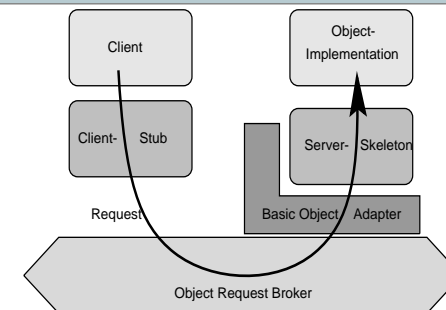 Client
Object-
Implementation
Client- Stub
Server- Skeleton
Request
Basic Object Adapter
Object Request Broker